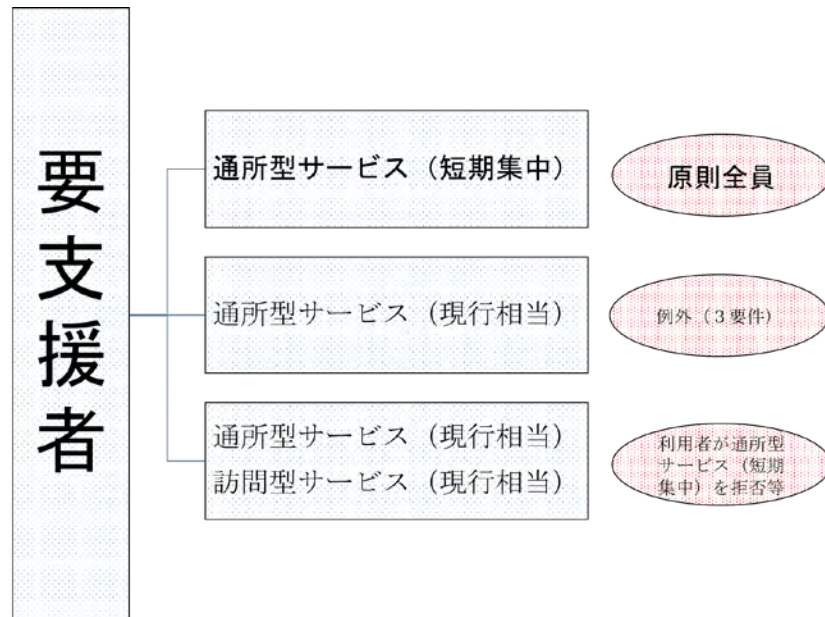 要支援者
通所型サービス（短期集中）
原則全員
通所型サービス（現行相当）
例外（３要件）
通所型サービス（現行相当）
訪問型サービス（現行相当）
利用者が通所型
サービス（短期
集中）を拒否等